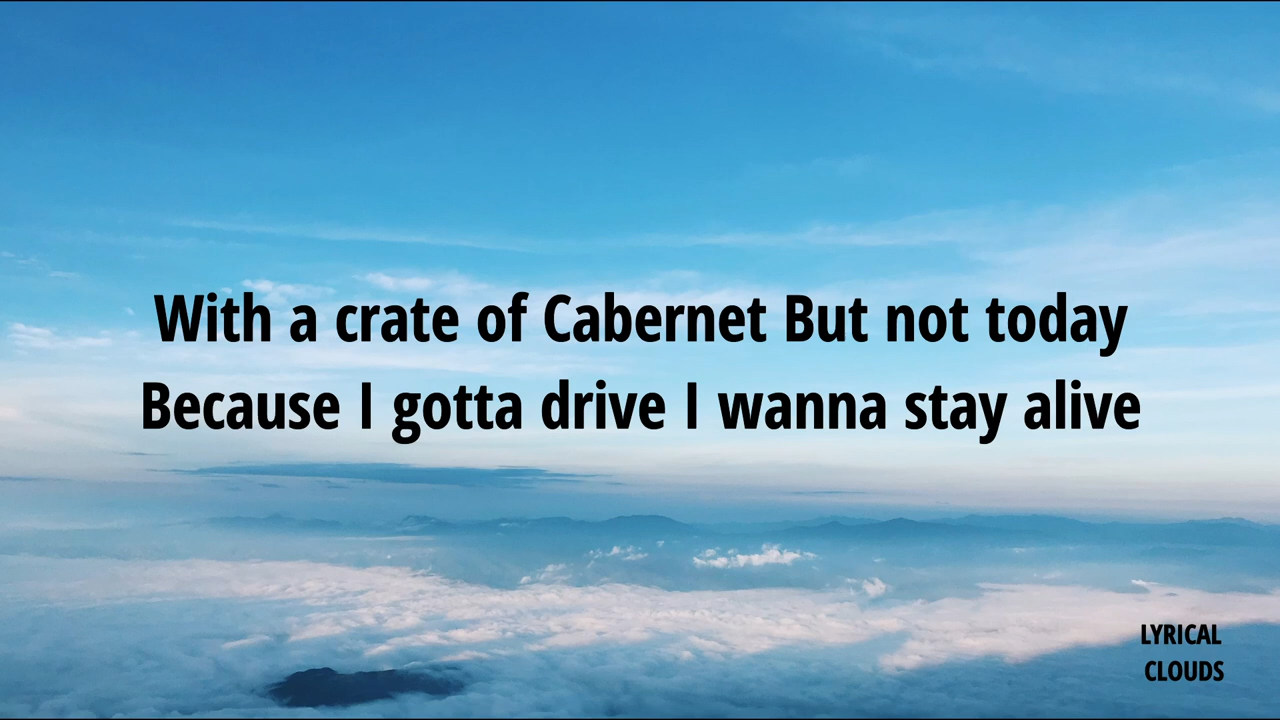 With a crate of Cabernet But not today
Because I gotta drive I wanna stay alive
LYRICAL
CLOUDS